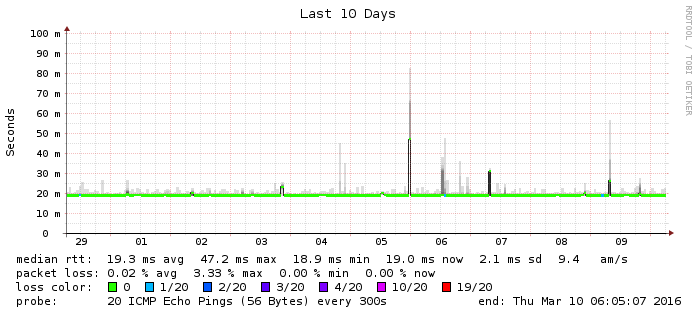 Last 10 Days
RRDTOOL / TOBI OETIKER
Seconds
100 m
90 m
80 m
70 m
60 m
50 m
40 m
30 m
20 m
10 m
0
29 01 02 03 04 05 06 07 08 09
median rtt: 19.3 ms avg 47.2 ms max 18.9 ms min 19.0 ms now 2.1 ms sd 9.4 am/s
packet loss: 0.02 % avg 3.33 % max 0.00 % min 0.00 % now
loss color: 0 1/20 2/20 3/20 4/20 10/20 19/20
probe: 20 ICMP Echo Pings (56 Bytes) every 300s end: Thu Mar 10 06:05:07 2016